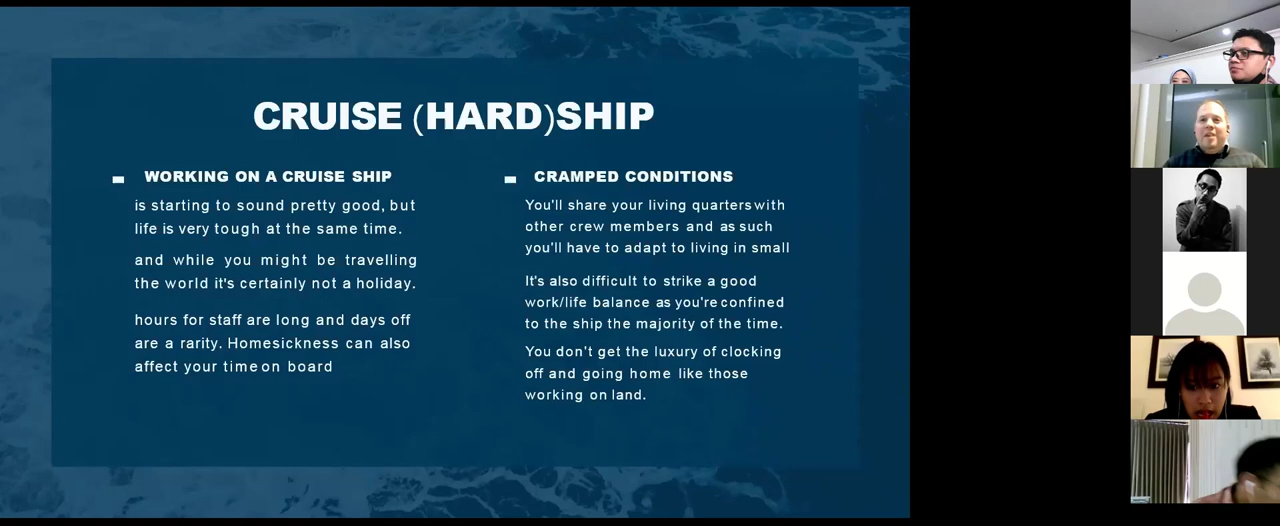 CRUISE (HARD)SHIP
WORKING ON A CRUISE SHIP
is starting to sound pretty good, but
life is very tough at the same time.
and while you might be travelling
the world it's certainly not a holiday.
hours for staff are long and days off
are a rarity. Homesickness can also
affect your time on board
CRAMPED CONDITIONS
You'll share your living quarters with
other crew members and as such
you'll have to adapt to living in small
It's also difficult to strike a good
work/life balance as you're confined
to the ship the majority of the time.
You don't get the luxury of clocking
off and going home like those
working on land.